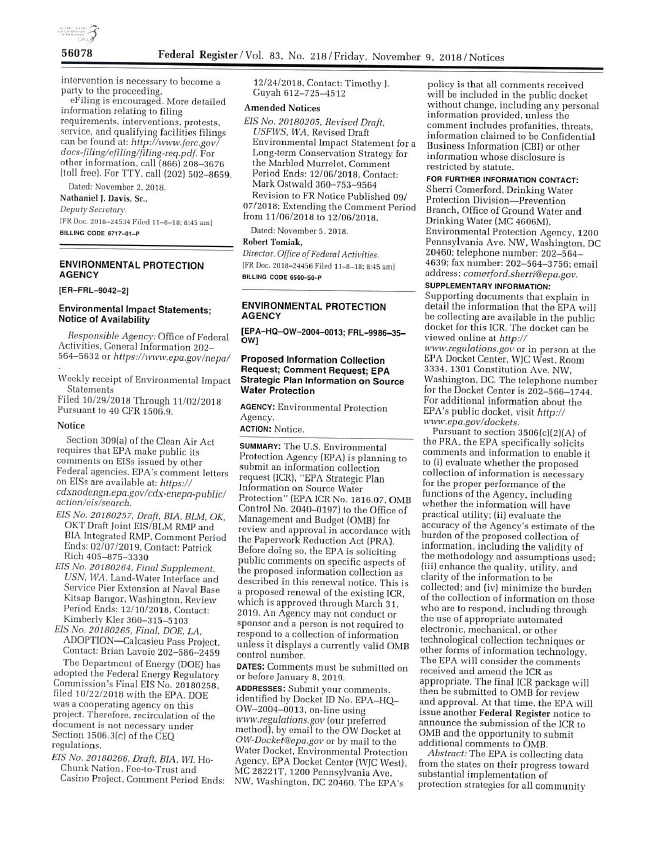 56078
Federal Register / Vol. 83, No. 218 / Friday, November 9, 2018 / Notices
intervention is necessary to become a
party to the proceeding.
eFiling is encouraged. More detailed
information relating to filing
requirements, interventions, protests,
service, and qualifying facilities filings
can be found at: http://www.ferc.gov/
docs-filing/efiling/filing-req.pdf. For
other information, call (866) 208–3676
(toll free). For TTY, call (202) 502–8659.
Dated: November 2, 2018.
Nathaniel J. Davis, Sr.,
Deputy Secretary.
[FR Doc. 2018–24534 Filed 11–8–18; 8:45 am]
BILLING CODE 6717–01–P
ENVIRONMENTAL PROTECTION
AGENCY
[ER–FRL–9042–2]
Environmental Impact Statements;
Notice of Availability
Responsible Agency: Office of Federal
Activities, General Information 202–
564–5632 or https://www.epa.gov/nepa/
.
Weekly receipt of Environmental Impact
Statements
Filed 10/29/2018 Through 11/02/2018
Pursuant to 40 CFR 1506.9.
Notice
Section 309(a) of the Clean Air Act
requires that EPA make public its
comments on EISs issued by other
Federal agencies. EPA's comment letters
on EISs are available at: https://
cdxnodengn.epa.gov/cdx-enepa-public/
action/eis/search.
EIS No. 20180257, Draft, BIA, BLM, OK,
OKT Draft Joint EIS/BLM RMP and
BIA Integrated RMP, Comment Period
Ends: 02/07/2019, Contact: Patrick
Rich 405–875–3330
EIS No. 20180264, Final Supplement,
USN, WA, Land-Water Interface and
Service Pier Extension at Naval Base
Kitsap Bangor, Washington, Review
Period Ends: 12/10/2018, Contact:
Kimberly Kler 360–315–5103
EIS No. 20180265, Final, DOE, LA,
ADOPTION—Calcasieu Pass Project,
Contact: Brian Lavoie 202–586–2459
The Department of Energy (DOE) has
adopted the Federal Energy Regulatory
Commission's Final EIS No. 20180258,
filed 10/22/2018 with the EPA. DOE
was a cooperating agency on this
project. Therefore, recirculation of the
document is not necessary under
Section 1506.3(c) of the CEQ
regulations.
EIS No. 20180266, Draft, BIA, WI, Ho-
Chunk Nation, Fee-to-Trust and
Casino Project, Comment Period Ends:
12/24/2018, Contact: Timothy J.
Guyah 612–725–4512
Amended Notices
EIS No. 20180205, Revised Draft,
USFWS, WA, Revised Draft
Environmental Impact Statement for a
Long-term Conservation Strategy for
the Marbled Murrelet, Comment
Period Ends: 12/06/2018, Contact:
Mark Ostwald 360–753–9564
Revision to FR Notice Published 09/
07/2018; Extending the Comment Period
from 11/06/2018 to 12/06/2018.
Dated: November 5, 2018.
Robert Tomiak,
Director, Office of Federal Activities.
[FR Doc. 2018–24456 Filed 11–8–18; 8:45 am]
BILLING CODE 6560–50–P
ENVIRONMENTAL PROTECTION
AGENCY
[EPA–HQ–OW–2004–0013; FRL–9986–35–
OW]
Proposed Information Collection
Request; Comment Request; EPA
Strategic Plan Information on Source
Water Protection
AGENCY: Environmental Protection
Agency.
ACTION: Notice.
SUMMARY: The U.S. Environmental
Protection Agency (EPA) is planning to
submit an information collection
request (ICR), "EPA Strategic Plan
Information on Source Water
Protection" (EPA ICR No. 1816.07, OMB
Control No. 2040–0197) to the Office of
Management and Budget (OMB) for
review and approval in accordance with
the Paperwork Reduction Act (PRA).
Before doing so, the EPA is soliciting
public comments on specific aspects of
the proposed information collection as
described in this renewal notice. This is
a proposed renewal of the existing ICR,
which is approved through March 31,
2019. An Agency may not conduct or
sponsor and a person is not required to
respond to a collection of information
unless it displays a currently valid OMB
control number.
DATES: Comments must be submitted on
or before January 8, 2019.
ADDRESSES: Submit your comments,
identified by Docket ID No. EPA–HQ–
OW–2004–0013, on-line using
www.regulations.gov (our preferred
method), by email to the OW Docket at
OW-Docket@epa.gov or by mail to the
Water Docket, Environmental Protection
Agency, EPA Docket Center (WJC West),
MC 28221T, 1200 Pennsylvania Ave.
NW, Washington, DC 20460. The EPA's
policy is that all comments received
will be included in the public docket
without change, including any personal
information provided, unless the
comment includes profanities, threats,
information claimed to be Confidential
Business Information (CBI) or other
information whose disclosure is
restricted by statute.
FOR FURTHER INFORMATION CONTACT:
Sherri Comerford, Drinking Water
Protection Division—Prevention
Branch, Office of Ground Water and
Drinking Water (MC 4606M),
Environmental Protection Agency, 1200
Pennsylvania Ave. NW, Washington, DC
20460; telephone number: 202–564–
4639; fax number: 202–564–3756; email
address: comerford.sherri@epa.gov.
SUPPLEMENTARY INFORMATION:
Supporting documents that explain in
detail the information that the EPA will
be collecting are available in the public
docket for this ICR. The docket can be
viewed online at http://
www.regulations.gov or in person at the
EPA Docket Center, WJC West, Room
3334, 1301 Constitution Ave. NW,
Washington, DC. The telephone number
for the Docket Center is 202–566–1744.
For additional information about the
EPA's public docket, visit http://
www.epa.gov/dockets.
Pursuant to section 3506(c)(2)(A) of
the PRA, the EPA specifically solicits
comments and information to enable it
to (i) evaluate whether the proposed
collection of information is necessary
for the proper performance of the
functions of the Agency, including
whether the information will have
practical utility; (ii) evaluate the
accuracy of the Agency's estimate of the
burden of the proposed collection of
information, including the validity of
the methodology and assumptions used;
(iii) enhance the quality, utility, and
clarity of the information to be
collected; and (iv) minimize the burden
of the collection of information on those
who are to respond, including through
the use of appropriate automated
electronic, mechanical, or other
technological collection techniques or
other forms of information technology.
The EPA will consider the comments
received and amend the ICR as
appropriate. The final ICR package will
then be submitted to OMB for review
and approval. At that time, the EPA will
issue another Federal Register notice to
announce the submission of the ICR to
OMB and the opportunity to submit
additional comments to OMB.
Abstract: The EPA is collecting data
from the states on their progress toward
substantial implementation of
protection strategies for all community